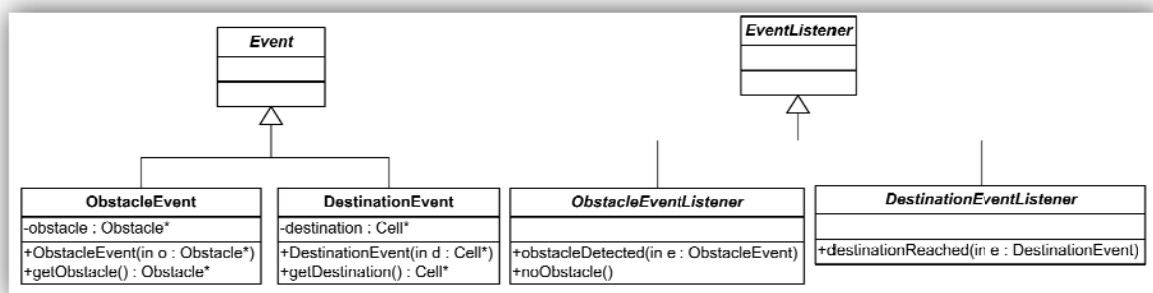 Event
EventListener
ObstacleEvent
-obstacle : Obstacle*
+ObstacleEvent(in o : Obstacle*)
+getObstacle() : Obstacle*
DestinationEvent
-destination : Cell*
+DestinationEvent(in d : Cell*)
+getDestination() : Cell*
ObstacleEventListener
+obstacleDetected(in e : ObstacleEvent)
+noObstacle()
DestinationEventListener
+destinationReached(in e : DestinationEvent)